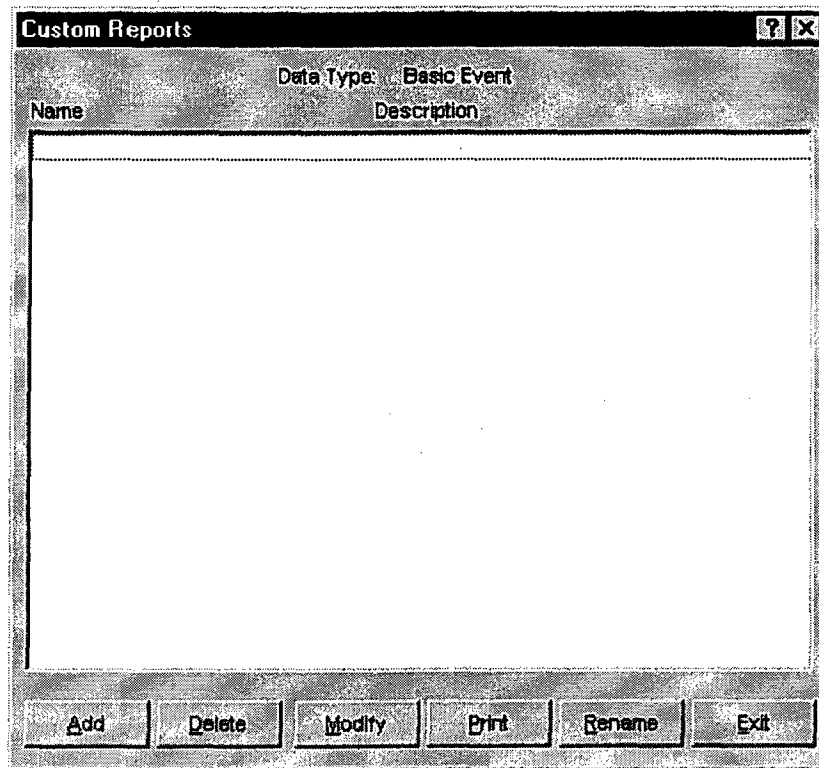 Custom Reports
Data Type: Basic Event
Name Description
Add Delete Modify Print Rename Exit